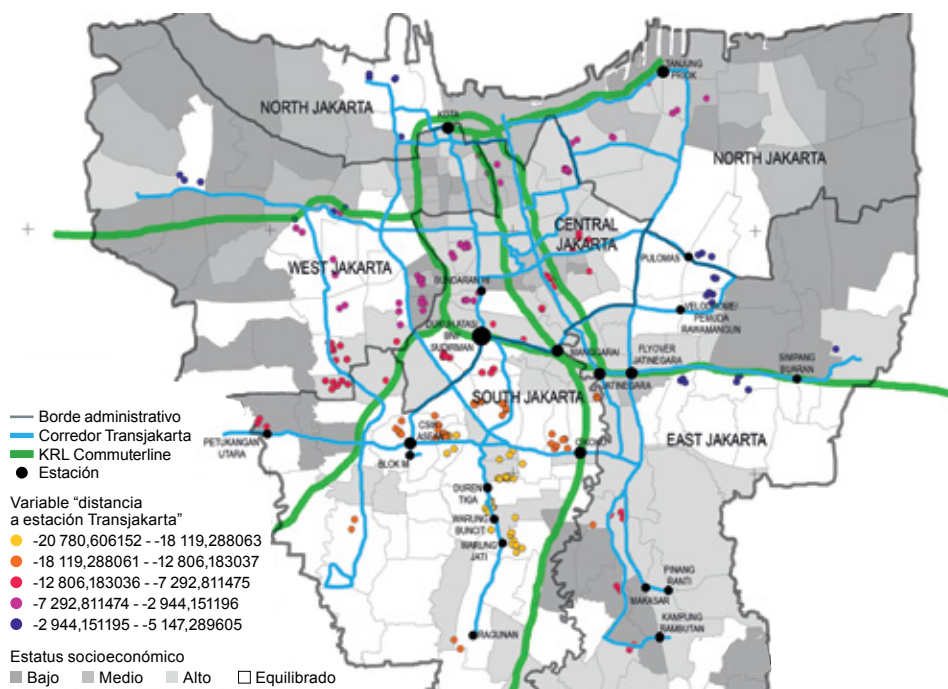 TANJUNG
PRIOK
NORTH JAKARTA
KOTA
NORTH JAKARTA
CENTRAL
JAKARTA
PULOMAS
WEST JAKARTA
BUNDARAN HI
VELODROME/
PEMUDA
RAWAMANGUN
DUKUH ATAS/
SUDIRMAN
MANGGARAI
FLYOVER
JATINEGARA
JATINEGARA
SIMPANG
BUARAN
SOUTH JAKARTA
EAST JAKARTA
PETUKANGAN
UTARA
CSW/
ASEAN
BLOK M
CIKOKO
DUREN
TIGA
WARUNG
BUNCIT
WARUNG
JATI
RAGUNAN
PINANG
RANTI
MAKASAR
KAMPUNG
RAMBUTAN
Borde administrativo
Corredor Transjakarta
KRL Commuterline
Estación
Variable “distancia
a estación Transjakarta”
-20 780,606152 - -18 119,288063
-18 119,288061 - -12 806,183037
-12 806,183036 - -7 292,811475
-7 292,811474 - -2 944,151196
-2 944,151195 - -5 147,289605
Estatus socioeconómico
Bajo Medio Alto Equilibrado